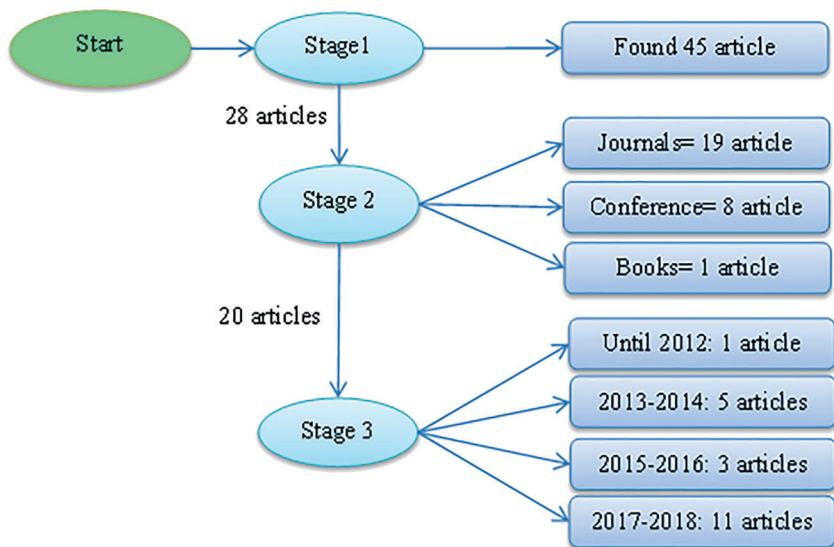 Start
Stage1
Found 45 article
28 articles
Journals= 19 article
Stage 2
Conference= 8 article
Books= 1 article
20 articles
Until 2012: 1 article
2013-2014: 5 articles
Stage 3
2015-2016: 3 articles
2017-2018: 11 articles